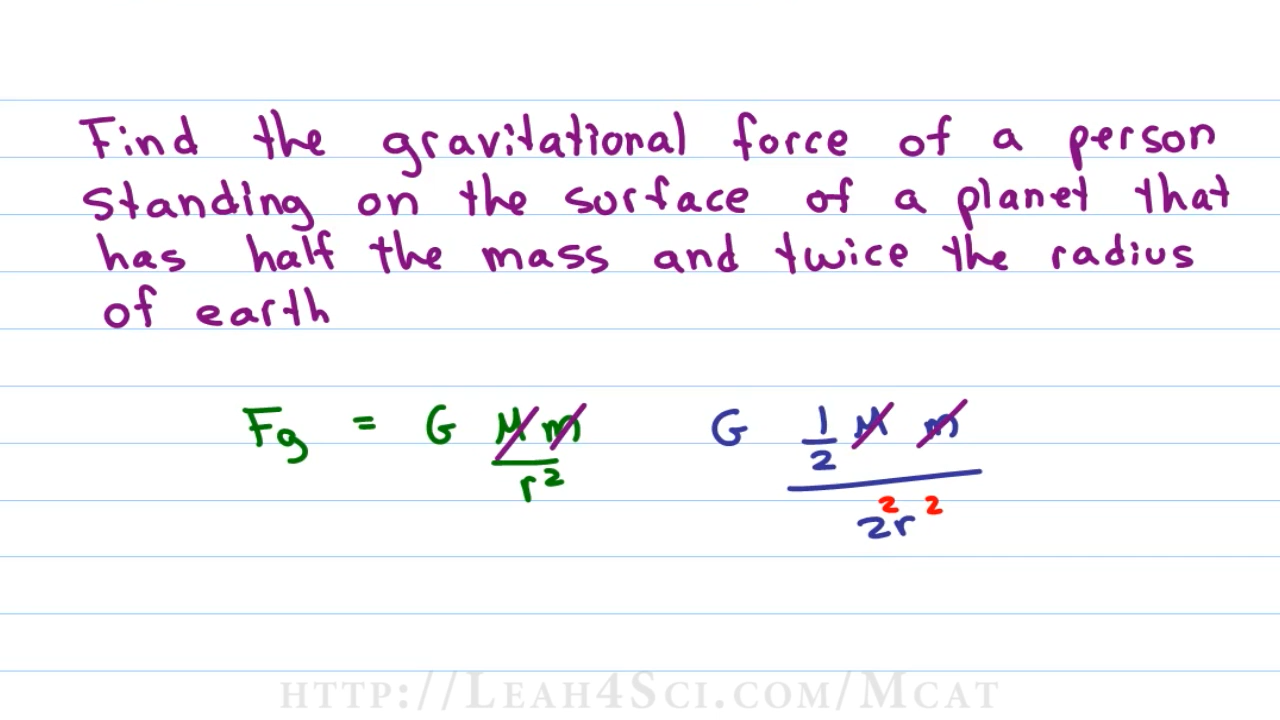 Find the gravitational force of a person
standing on the surface of a planet that
has half the mass and twice the radius
of earth
Fg = G Mm/r² G ½ M m/2²r²
HTTP://LEAH4SCI.COM/MCAT